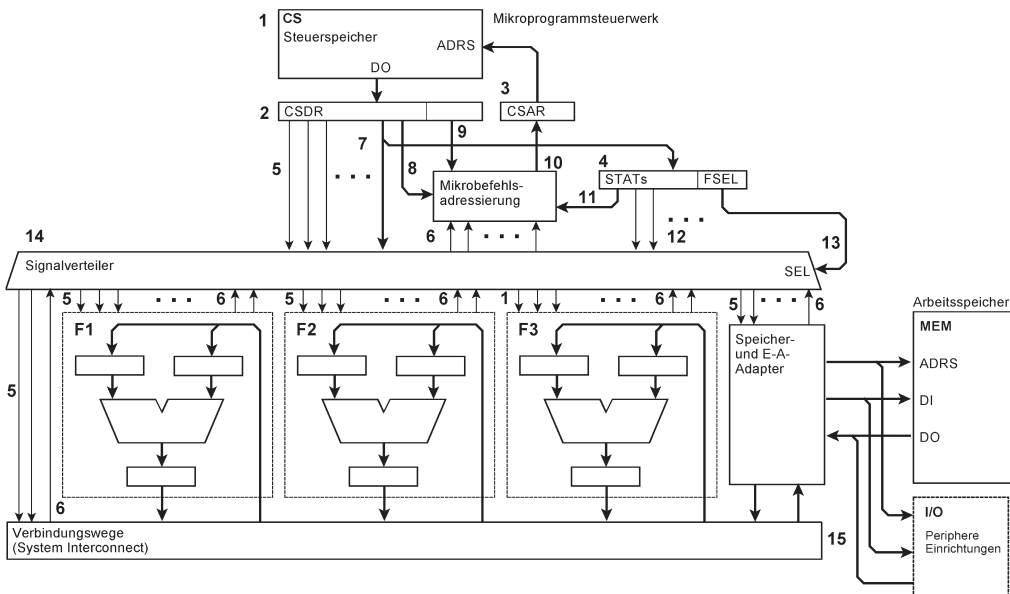 1
CS
Steuerspeicher
ADRS
DO
Mikroprogrammsteuerwerk
2
CSDR
3
CSAR
7
8
9
5
10
Mikrobefehls-
adressierung
4
STATs
FSEL
11
6
12
13
14
Signalverteiler
SEL
5
6
5
6
1
6
5
6
F1
F2
F3
Speicher-
und E-A-
Adapter
Arbeitsspeicher
MEM
ADRS
DI
DO
5
6
Verbindungswege
(System Interconnect)
15
I/O
Periphere
Einrichtungen